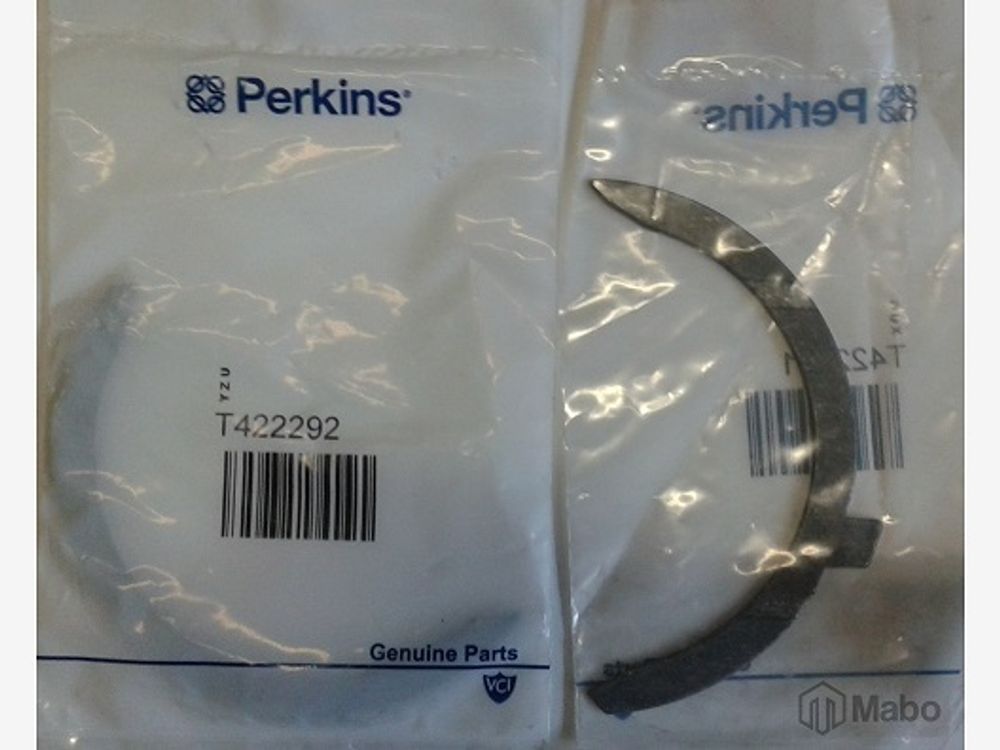 Perkins
YZU
T422292
Genuine Parts
VCI
Perkins
Mabo